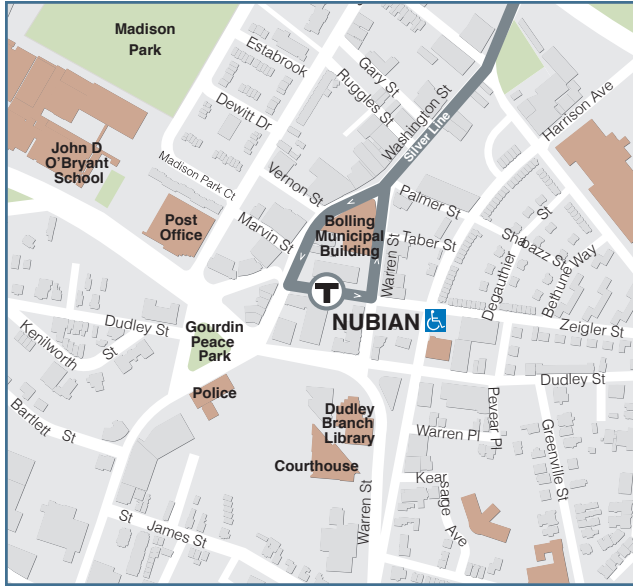 Madison
Park
Estabrook
Gary St
Ruggles St
Dewitt Dr
Washington St
Silver Line
Harrison Ave
John D
O'Bryant
School
Madison Park Ct
Vernon St
Palmer St
Shabazz St
Post
Office
Marvin St
Bolling
Municipal
Building
Taber St
Warren St
Degauthier St
Bethune Way
T
NUBIAN
Zeigler St
Dudley St
Gourdin
Peace
Park
Kenilworth St
Dudley St
Police
Pevear Pl
Bartlett St
Dudley
Branch
Library
Warren Pl
Greenville St
Courthouse
Kearsage Ave
Warren St
St James St